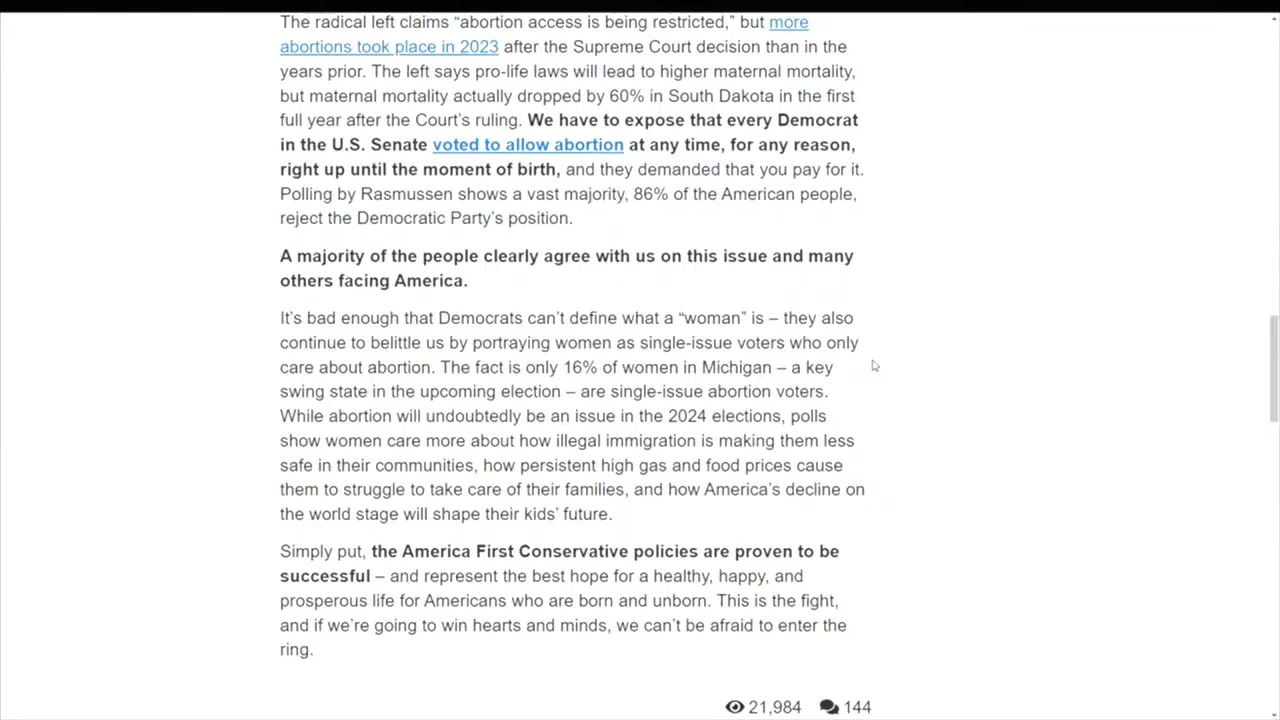 The radical left claims “abortion access is being restricted,” but more
abortions took place in 2023 after the Supreme Court decision than in the
years prior. The left says pro-life laws will lead to higher maternal mortality,
but maternal mortality actually dropped by 60% in South Dakota in the first
full year after the Court’s ruling. We have to expose that every Democrat
in the U.S. Senate voted to allow abortion at any time, for any reason,
right up until the moment of birth, and they demanded that you pay for it.
Polling by Rasmussen shows a vast majority, 86% of the American people,
reject the Democratic Party’s position.
A majority of the people clearly agree with us on this issue and many
others facing America.
It’s bad enough that Democrats can’t define what a “woman” is – they also
continue to belittle us by portraying women as single-issue voters who only
care about abortion. The fact is only 16% of women in Michigan – a key
swing state in the upcoming election – are single-issue abortion voters.
While abortion will undoubtedly be an issue in the 2024 elections, polls
show women care more about how illegal immigration is making them less
safe in their communities, how persistent high gas and food prices cause
them to struggle to take care of their families, and how America’s decline on
the world stage will shape their kids’ future.
Simply put, the America First Conservative policies are proven to be
successful – and represent the best hope for a healthy, happy, and
prosperous life for Americans who are born and unborn. This is the fight,
and if we’re going to win hearts and minds, we can’t be afraid to enter the
ring.
21,984 144